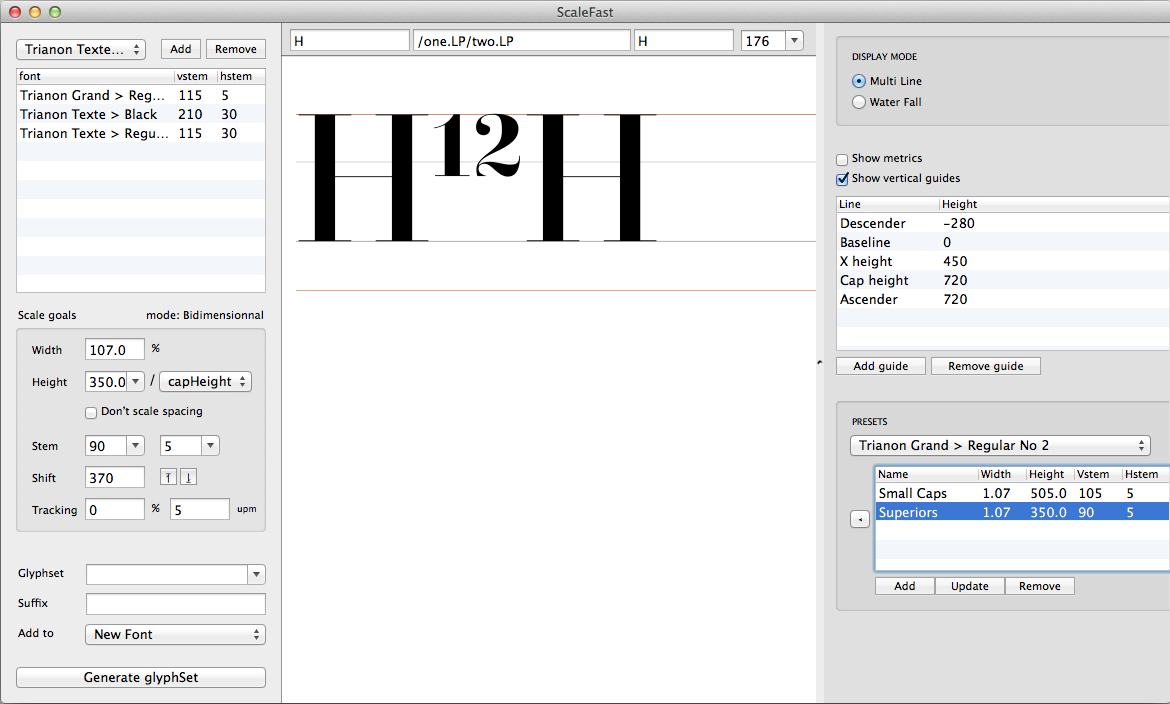 ScaleFast
Trianon Texte... Add Remove
font vstem hstem
Trianon Grand > Reg... 115 5
Trianon Texte > Black 210 30
Trianon Texte > Regu... 115 30
Scale goals mode: Bidimensionnal
Width 107.0 %
Height 350.0 / capHeight
Don't scale spacing
Stem 90 5
Shift 370
Tracking 0 % 5 upm
Glyphset
Suffix
Add to New Font
Generate glyphSet
H /one.LP/two.LP H 176
H12H
DISPLAY MODE
Multi Line
Water Fall
Show metrics
Show vertical guides
Line Height
Descender -280
Baseline 0
X height 450
Cap height 720
Ascender 720
Add guide Remove guide
PRESETS
Trianon Grand > Regular No 2
Name Width Height Vstem Hstem
Small Caps 1.07 505.0 105 5
Superiors 1.07 350.0 90 5
Add Update Remove